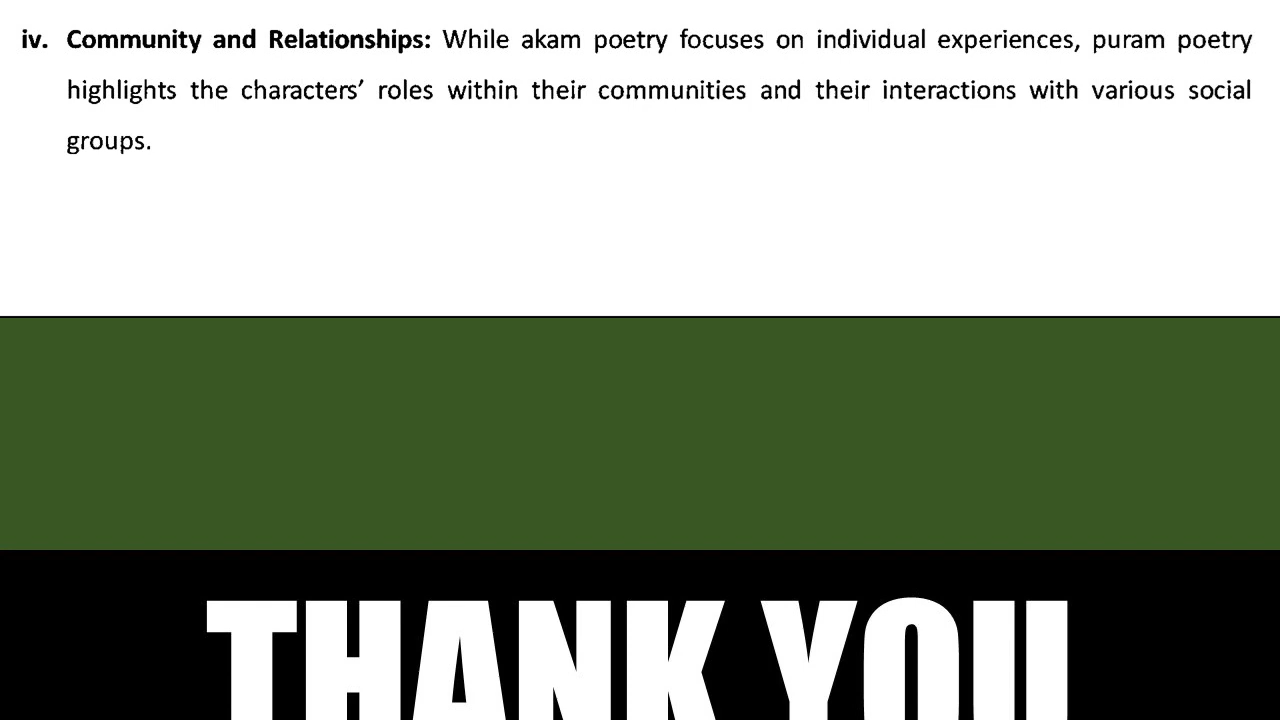 iv. Community and Relationships: While akam poetry focuses on individual experiences, puram poetry
highlights the characters’ roles within their communities and their interactions with various social
groups.
THANK YOU